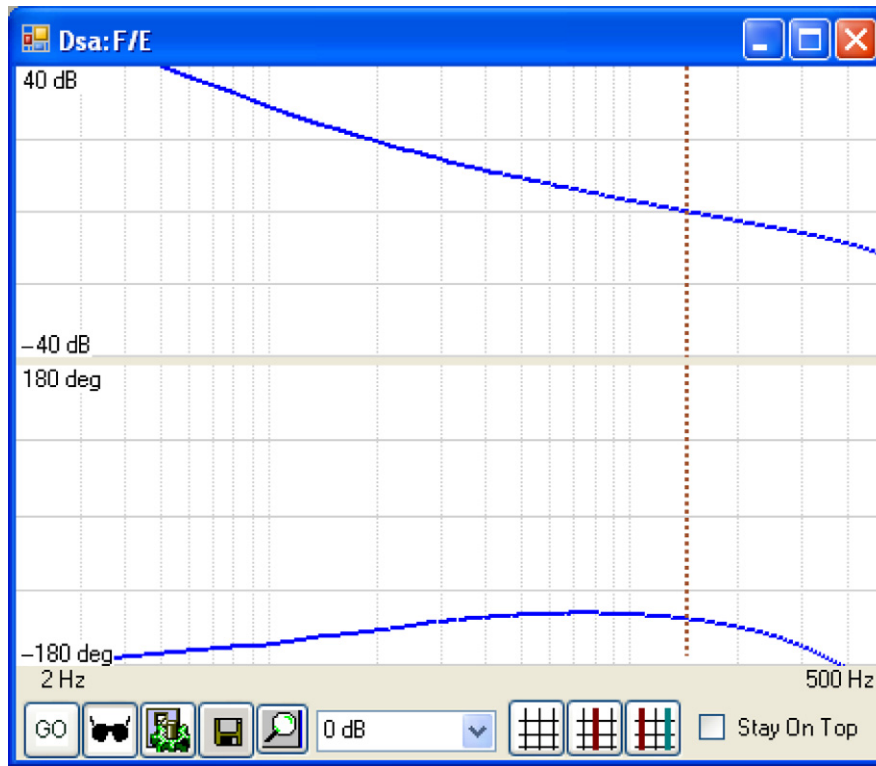 Dsa:F/E
40 dB
−40 dB
180 deg
−180 deg
2 Hz 500 Hz
GO 0 dB Stay On Top